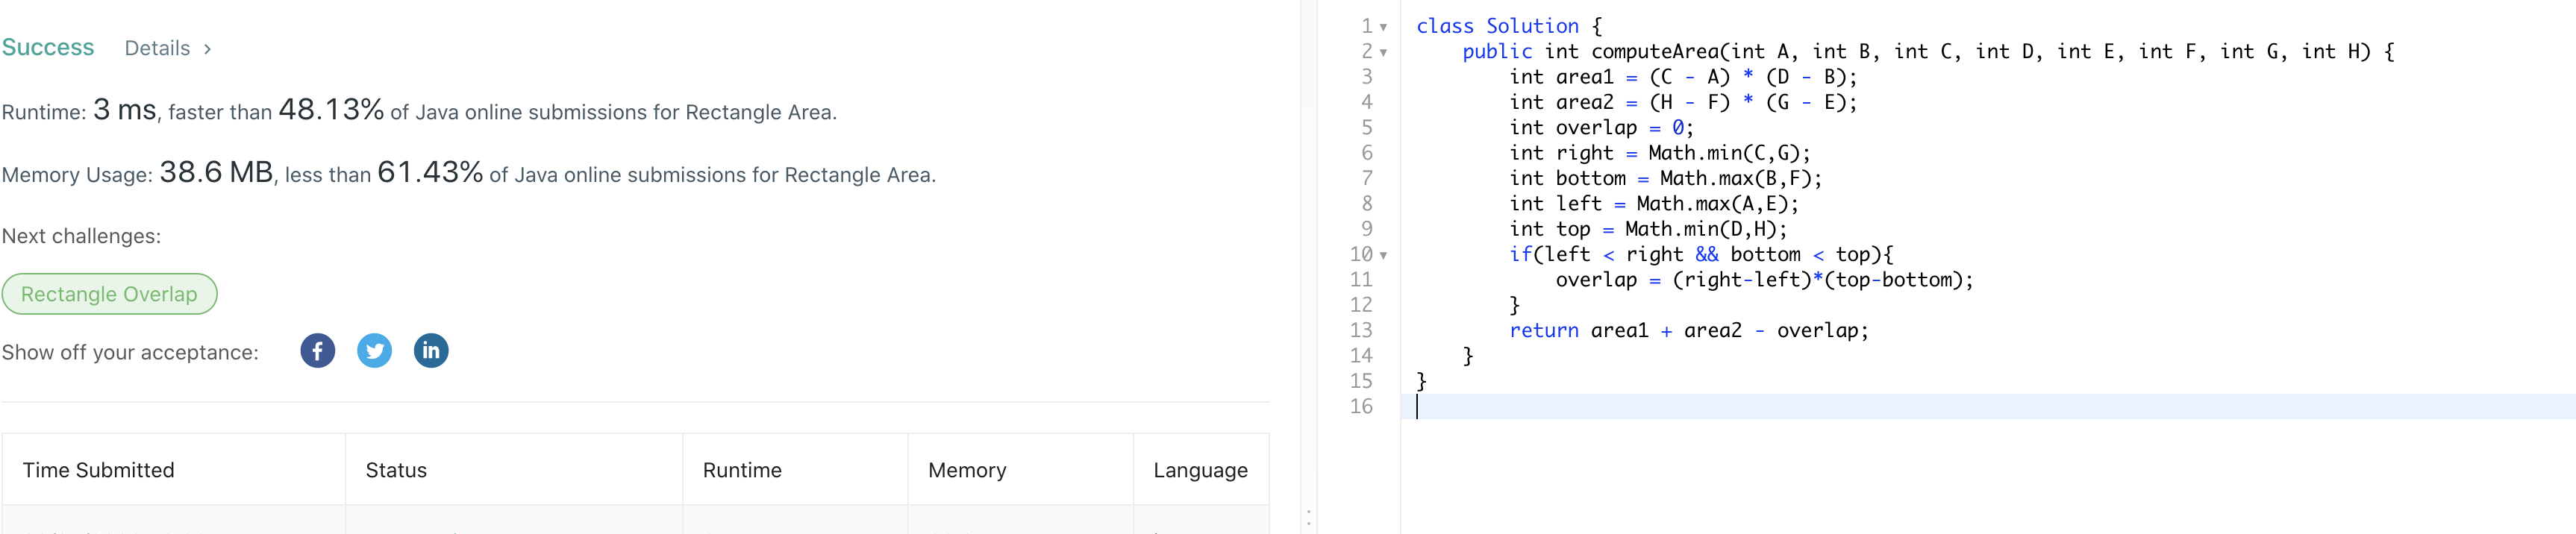 Success Details >
Runtime: 3 ms, faster than 48.13% of Java online submissions for Rectangle Area.
Memory Usage: 38.6 MB, less than 61.43% of Java online submissions for Rectangle Area.
Next challenges:
Rectangle Overlap
Show off your acceptance: f in
Time Submitted Status Runtime Memory Language
1 class Solution {
2 public int computeArea(int A, int B, int C, int D, int E, int F, int G, int H) {
3 int area1 = (C - A) * (D - B);
4 int area2 = (H - F) * (G - E);
5 int overlap = 0;
6 int right = Math.min(C,G);
7 int bottom = Math.max(B,F);
8 int left = Math.max(A,E);
9 int top = Math.min(D,H);
10 if(left < right && bottom < top){
11 overlap = (right-left)*(top-bottom);
12 }
13 return area1 + area2 - overlap;
14 }
15 }
16